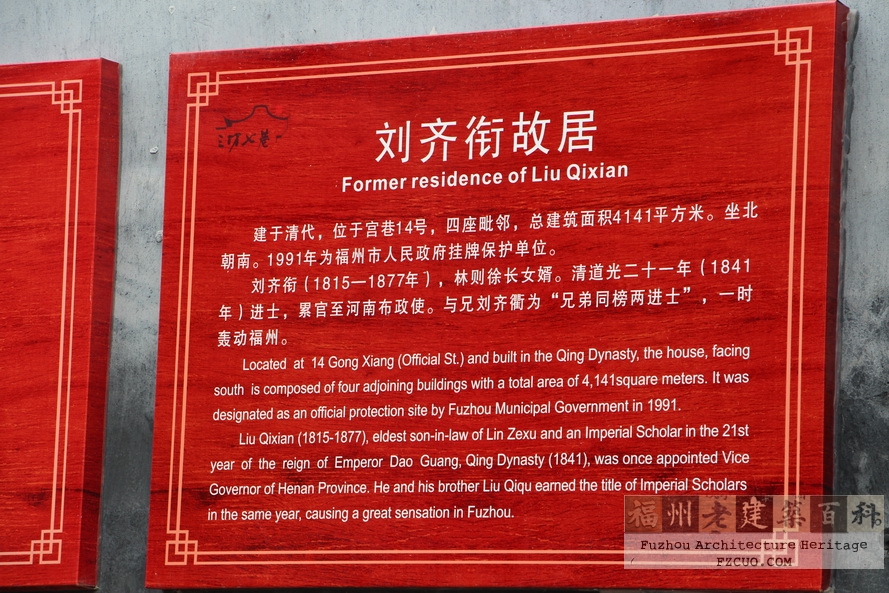 三坊七巷
刘齐衔故居
Former residence of Liu Qixian
建于清代，位于宫巷14号，四座毗邻，总建筑面积4141平方米。坐北
朝南。1991年为福州市人民政府挂牌保护单位。
刘齐衔（1815—1877年），林则徐长女婿。清道光二十一年（1841
年）进士，累官至河南布政使。与兄刘齐衢为“兄弟同榜两进士”，一时
轰动福州。
Located at 14 Gong Xiang (Official St.) and built in the Qing Dynasty, the house, facing
south is composed of four adjoining buildings with a total area of 4,141square meters. It was
designated as an official protection site by Fuzhou Municipal Government in 1991.
Liu Qixian (1815-1877), eldest son-in-law of Lin Zexu and an Imperial Scholar in the 21st
year of the reign of Emperor Dao Guang, Qing Dynasty (1841), was once appointed Vice
Governor of Henan Province. He and his brother Liu Qiqu earned the title of Imperial Scholars
in the same year, causing a great sensation in Fuzhou.
福州老建築百科
Fuzhou Architecture Heritage
FZCUO.COM